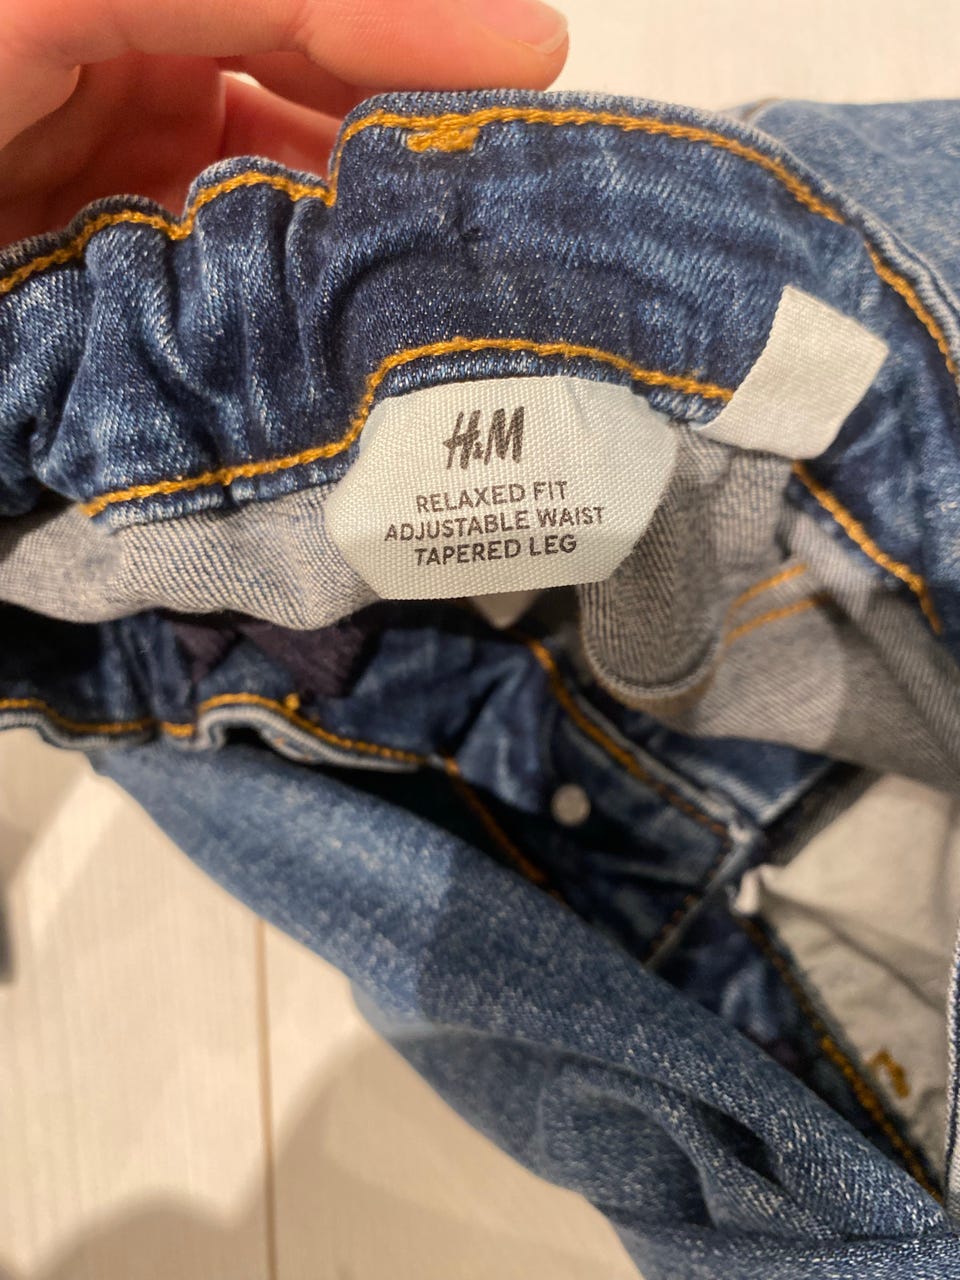 H&M
RELAXED FIT
ADJUSTABLE WAIST
TAPERED LEG